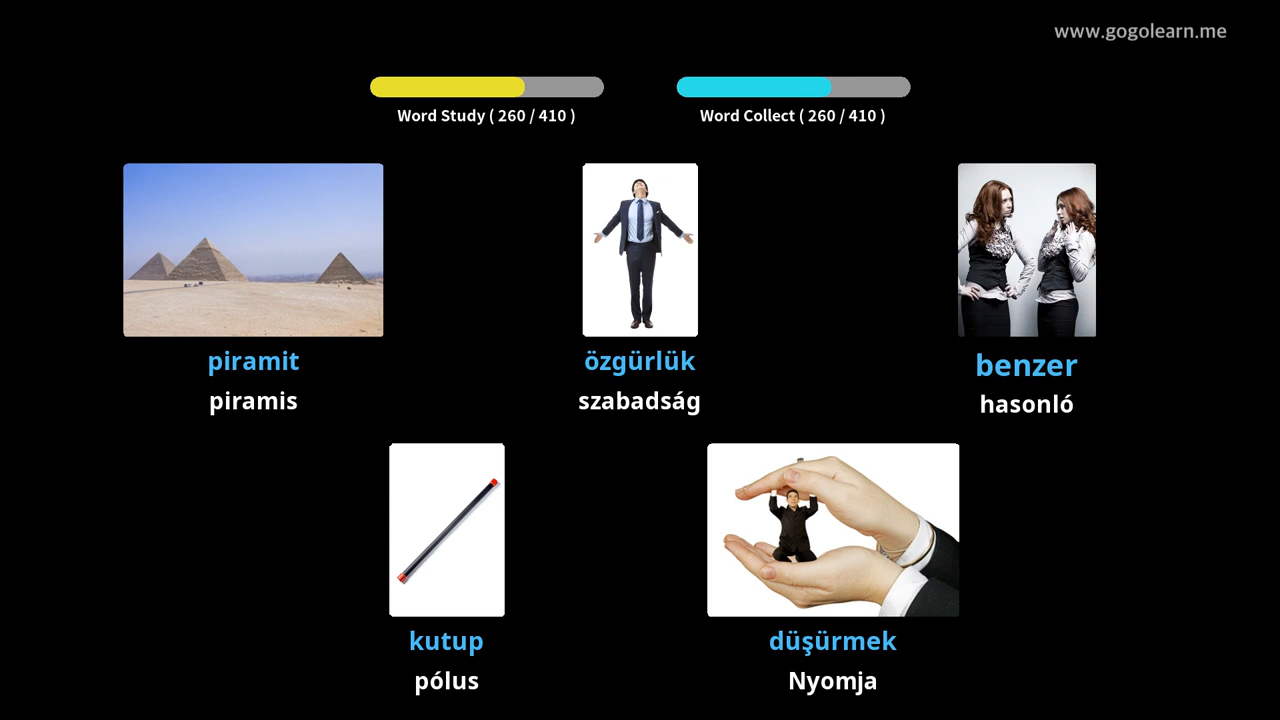 www.gogolearn.me
Word Study ( 260 / 410 )
Word Collect ( 260 / 410 )
piramit
piramis
özgürlük
szabadság
benzer
hasonló
kutup
pólus
düşürmek
Nyomja